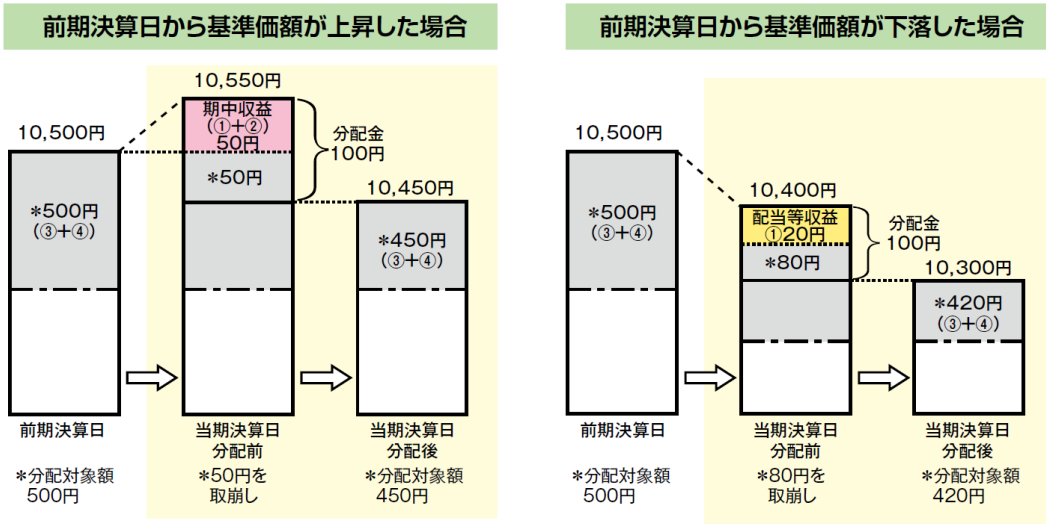 前期決算日から基準価額が上昇した場合
10,550円
期中収益
(①+②)
50円
分配金
100円
10,500円
*50円
10,450円
*500円
(③+④)
*450円
(③+④)
前期決算日
当期決算日
分配前
当期決算日
分配後
*分配対象額
500円
*50円を
取崩し
*分配対象額
450円
前期決算日から基準価額が下落した場合
10,500円
10,400円
配当等収益
①20円
分配金
100円
*500円
(③+④)
*80円
10,300円
*420円
(③+④)
前期決算日
当期決算日
分配前
当期決算日
分配後
*分配対象額
500円
*80円を
取崩し
*分配対象額
420円